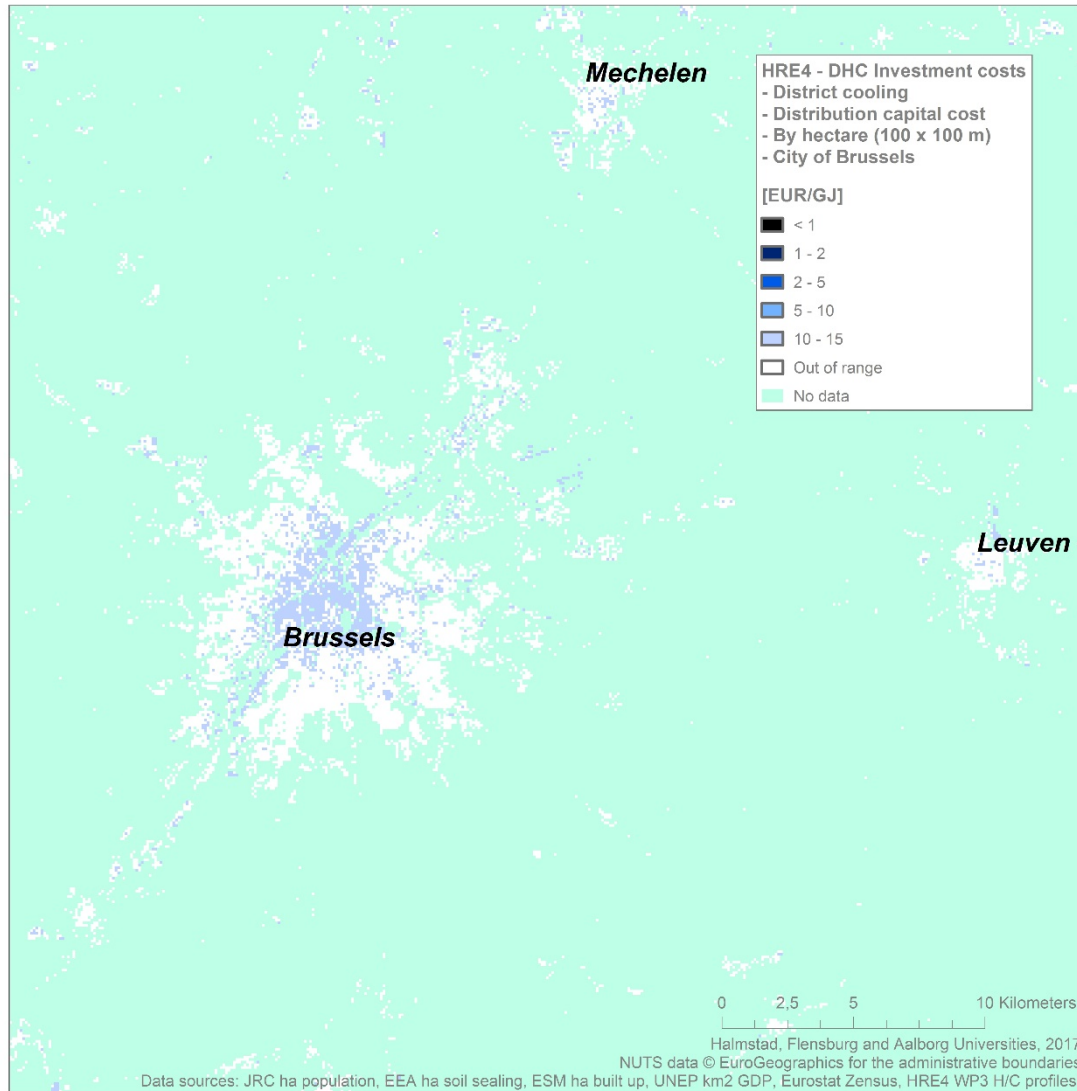 Mechelen
HRE4 - DHC Investment costs
- District cooling
- Distribution capital cost
- By hectare (100 x 100 m)
- City of Brussels
[EUR/GJ]
< 1
1 - 2
2 - 5
5 - 10
10 - 15
Out of range
No data
Leuven
Brussels
0 2,5 5 10 Kilometers
Halmstad, Flensburg and Aalborg Universities, 2017
NUTS data © EuroGeographics for the administrative boundaries
Data sources: JRC ha population, EEA ha soil sealing, ESM ha built up, UNEP km2 GDP, Eurostat Zensus, HRE4 WP3 H/C profiles